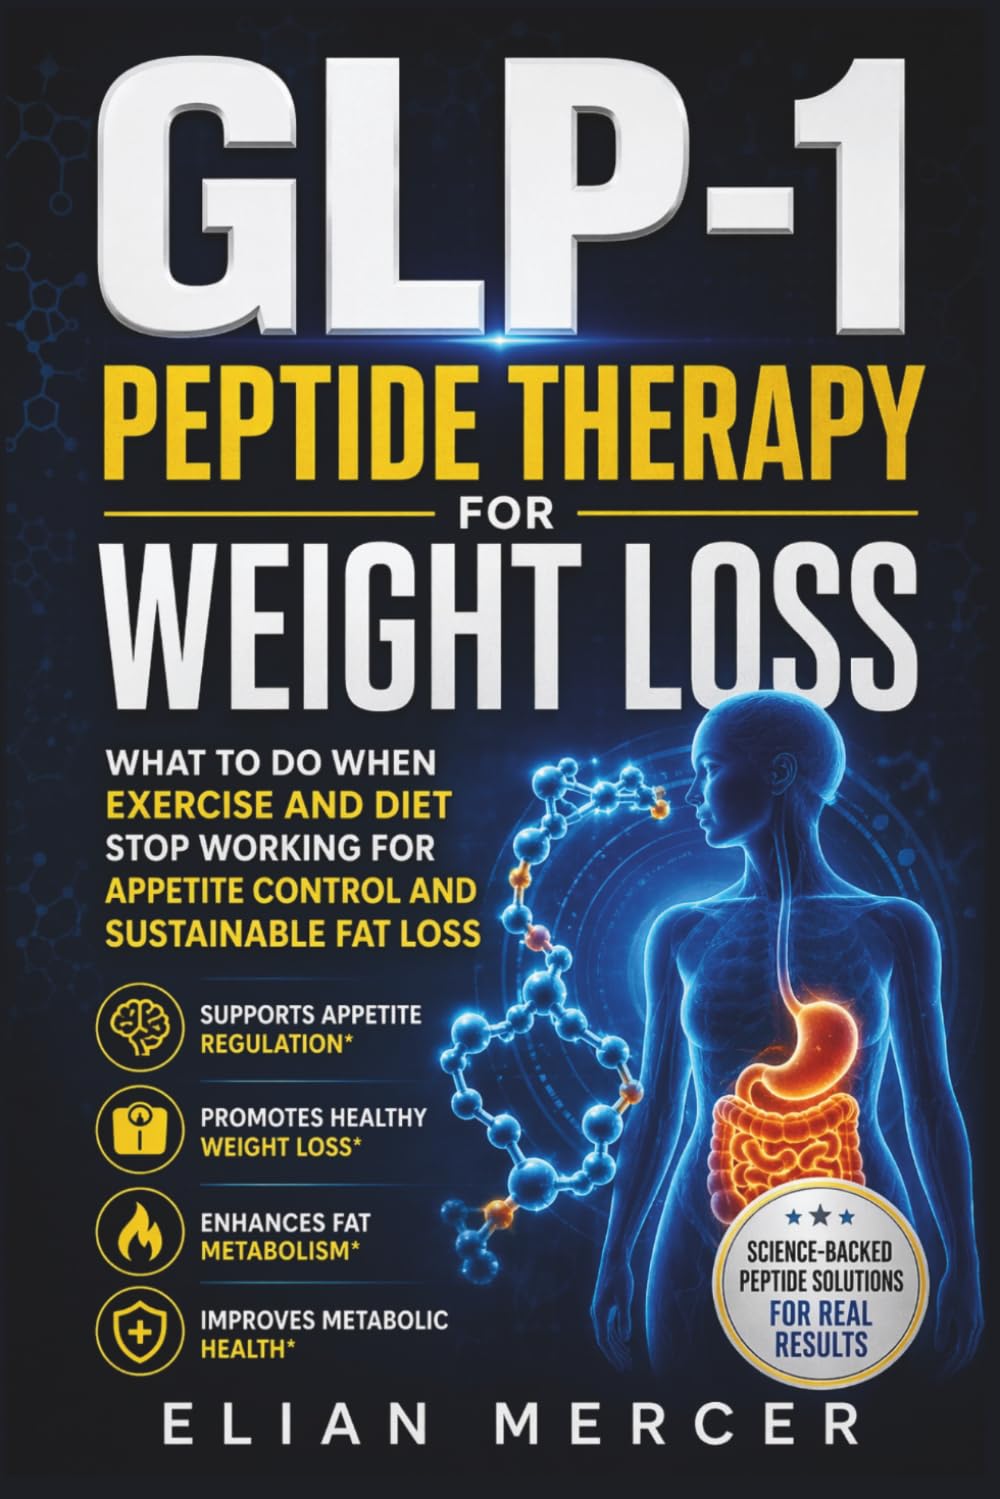 GLP-1
PEPTIDE THERAPY
FOR
WEIGHT LOSS
WHAT TO DO WHEN
EXERCISE AND DIET
STOP WORKING FOR
APPETITE CONTROL AND
SUSTAINABLE FAT LOSS
SUPPORTS APPETITE
REGULATION*
PROMOTES HEALTHY
WEIGHT LOSS*
ENHANCES FAT
METABOLISM*
IMPROVES METABOLIC
HEALTH*
SCIENCE-BACKED
PEPTIDE SOLUTIONS
FOR REAL
RESULTS
ELIAN MERCER